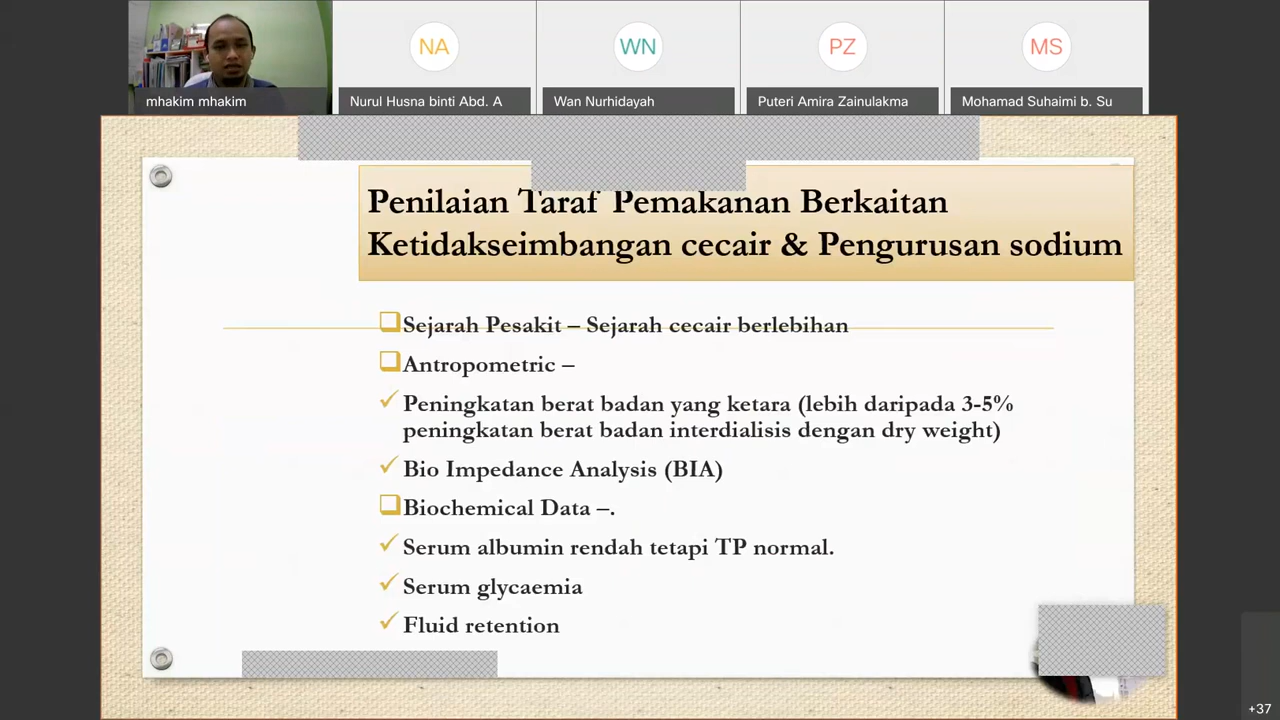 NA
WN
PZ
MS
mhakim mhakim
Nurul Husna binti Abd. A
Wan Nurhidayah
Puteri Amira Zainulakma
Mohamad Suhaimi b. Su
Penilaian Taraf Pemakanan Berkaitan
Ketidakseimbangan cecair & Pengurusan sodium
Sejarah Pesakit – Sejarah cecair berlebihan
Antropometric –
Peningkatan berat badan yang ketara (lebih daripada 3-5%
peningkatan berat badan interdialisis dengan dry weight)
Bio Impedance Analysis (BIA)
Biochemical Data –.
Serum albumin rendah tetapi TP normal.
Serum glycaemia
Fluid retention
+37